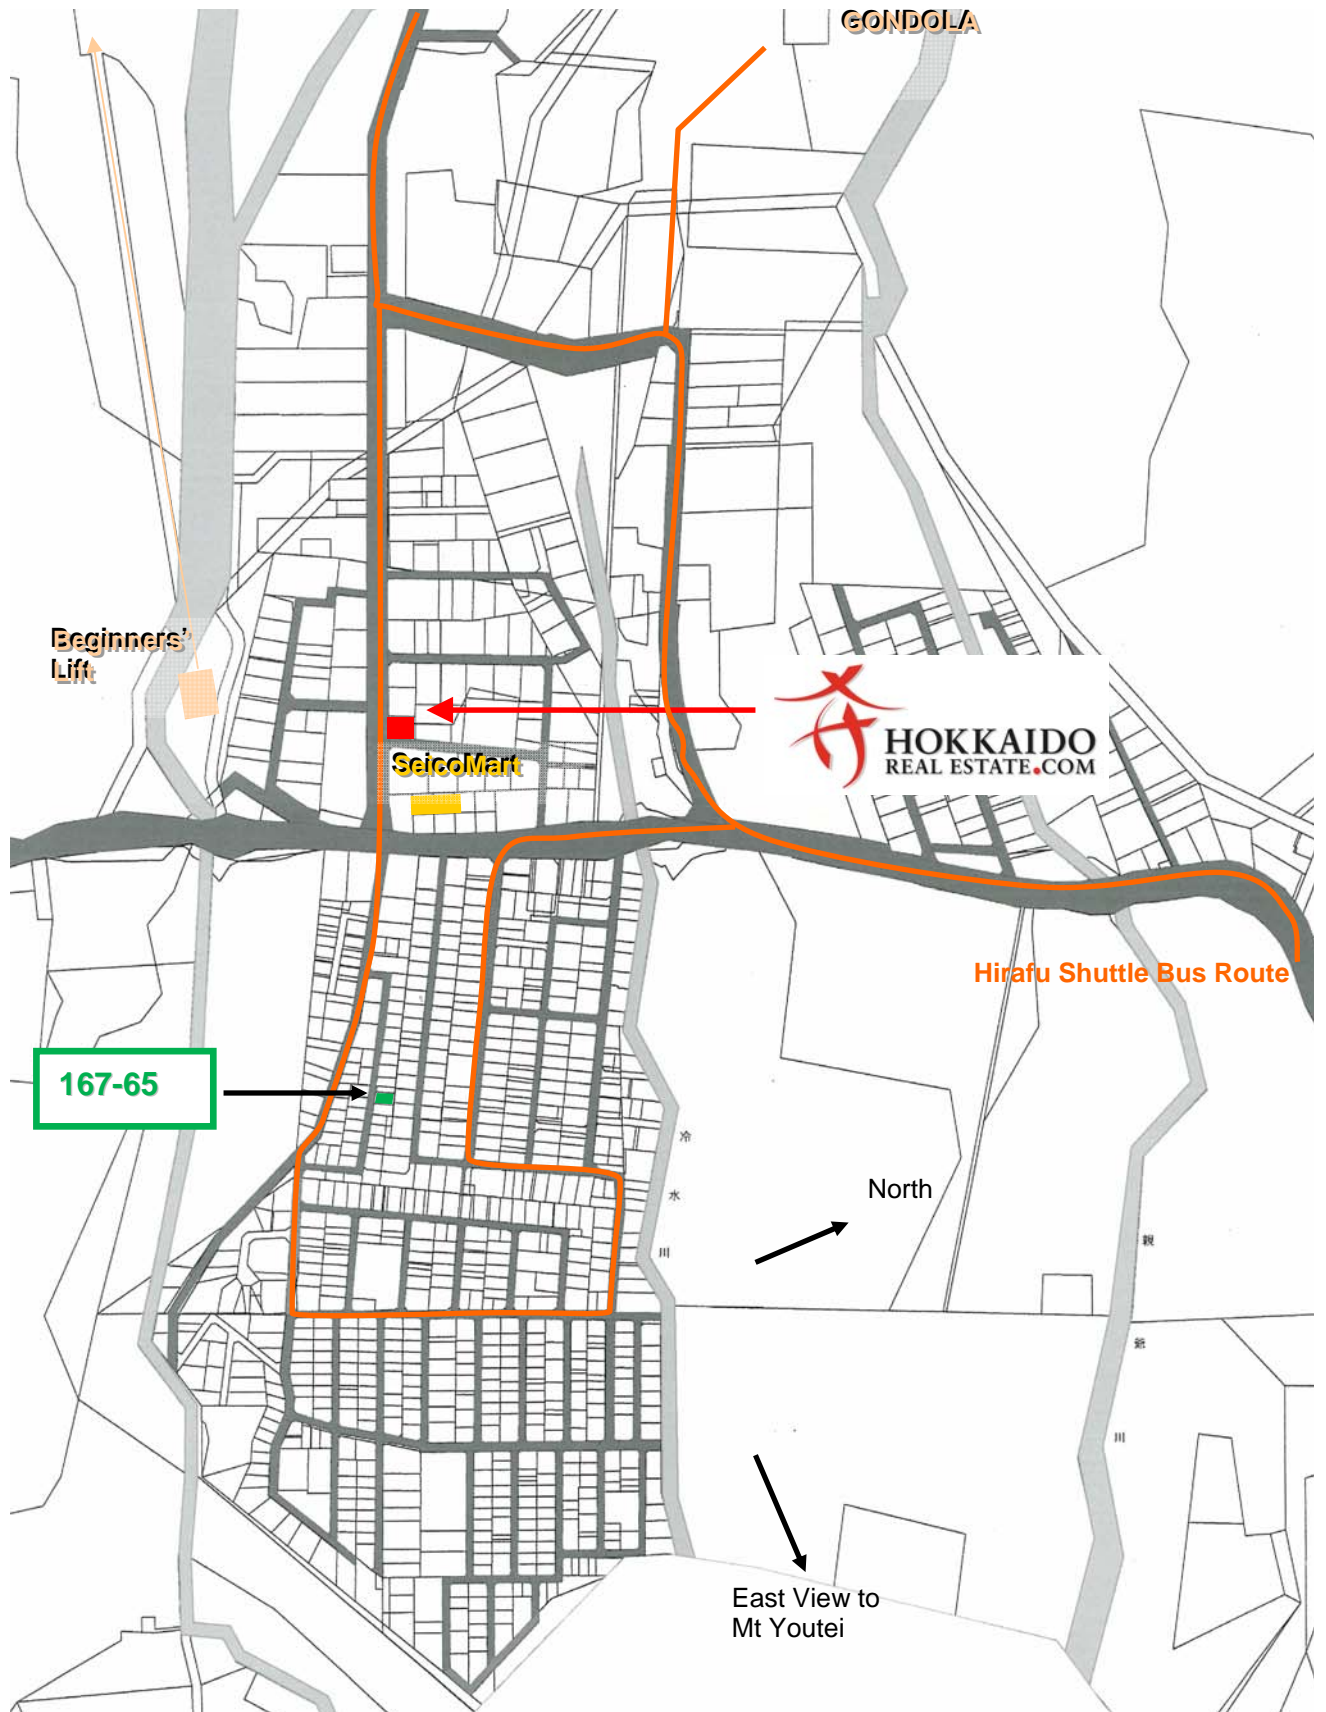 GONDOLA
Beginners'
Lift
HOKKAIDO
REAL ESTATE.COM
SeicoMart
Hirafu Shuttle Bus Route
167-65
冷
水
川
North
親
爺
川
East View to
Mt Youtei